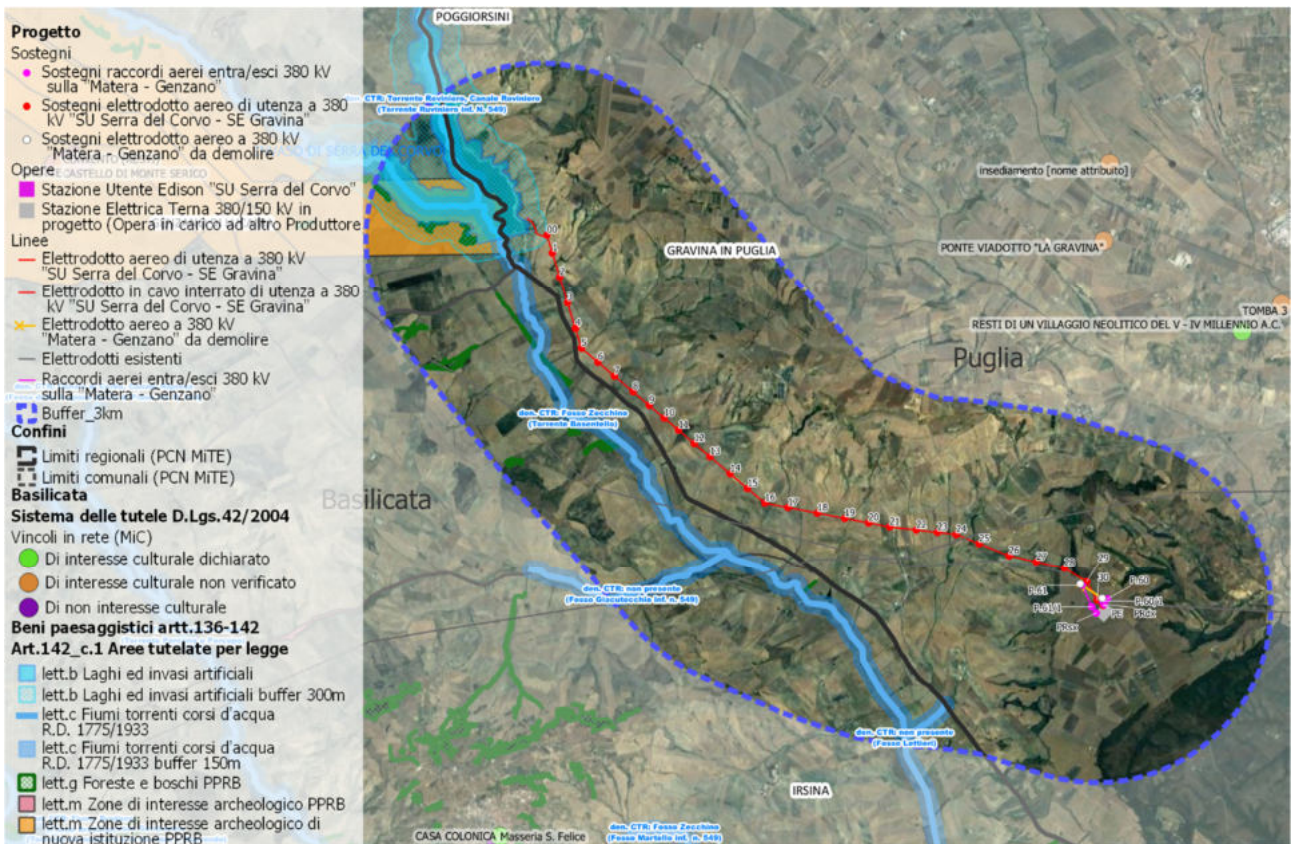 Progetto
Sostegni
Sostegni raccordi aerei entra/esci 380 kV
sulla "Matera - Genzano"
Sostegni elettrodotto aereo di utenza a 380
kV "SU Serra del Corvo - SE Gravina"
Sostegni elettrodotto aereo a 380 kV
"Matera - Genzano" da demolire
Opere
Stazione Utente Edison "SU Serra del Corvo"
Stazione Elettrica Terna 380/150 kV in
progetto (Opera in carico ad altro Produttore
Linee
Elettrodotto aereo di utenza a 380 kV
"SU Serra del Corvo - SE Gravina"
Elettrodotto in cavo interrato di utenza a 380
kV "SU Serra del Corvo - SE Gravina"
Elettrodotto aereo a 380 kV
"Matera - Genzano" da demolire
Elettrodotti esistenti
Raccordi aerei entra/esci 380 kV
sulla "Matera - Genzano"
Buffer_3km
Confini
Limiti regionali (PCN MiTE)
Limiti comunali (PCN MiTE)
Basilicata
Sistema delle tutele D.Lgs.42/2004
Vincoli in rete (MiC)
Di interesse culturale dichiarato
Di interesse culturale non verificato
Di non interesse culturale
Beni paesaggistici artt.136-142
Art.142_c.1 Aree tutelate per legge
lett.b Laghi ed invasi artificiali
lett.b Laghi ed invasi artificiali buffer 300m
lett.c Fiumi torrenti corsi d'acqua
R.D. 1775/1933
lett.c Fiumi torrenti corsi d'acqua
R.D. 1775/1933 buffer 150m
lett.g Foreste e boschi PPRB
lett.m Zone di interesse archeologico PPRB
lett.m Zone di interesse archeologico di
nuova istituzione PPRB
POGGIORSINI
den. CTR: Torrente Roviniero, Canale Roviniero
(Torrente Roviniero inf. N. 549)
CASTELLO DI MONTE SERICO
insediamento [nome attribuito]
GRAVINA IN PUGLIA
PONTE VIADOTTO "LA GRAVINA"
TOMBA 3
RESTI DI UN VILLAGGIO NEOLITICO DEL V - IV MILLENNIO A.C.
Puglia
Basilicata
00
1
2
3
4
5
6
7
8
9
10
11
12
13
14
15
16
17
18
19
20
21
22
23
24
25
26
27
28
29
30
P.60
P.61
P.60/1
P.61/1
PRdx
PE
PRsx
den. CTR: Fosso Zecchino
(Torrente Basentello)
den. CTR: non presente
(Fosso Giacutecchia inf. n. 549)
den. CTR: non presente
(Fosso Lottieri)
IRSINA
CASA COLONICA Masseria S. Felice
den. CTR: Fosso Zecchino
(Fosso Martello inf. n. 549)